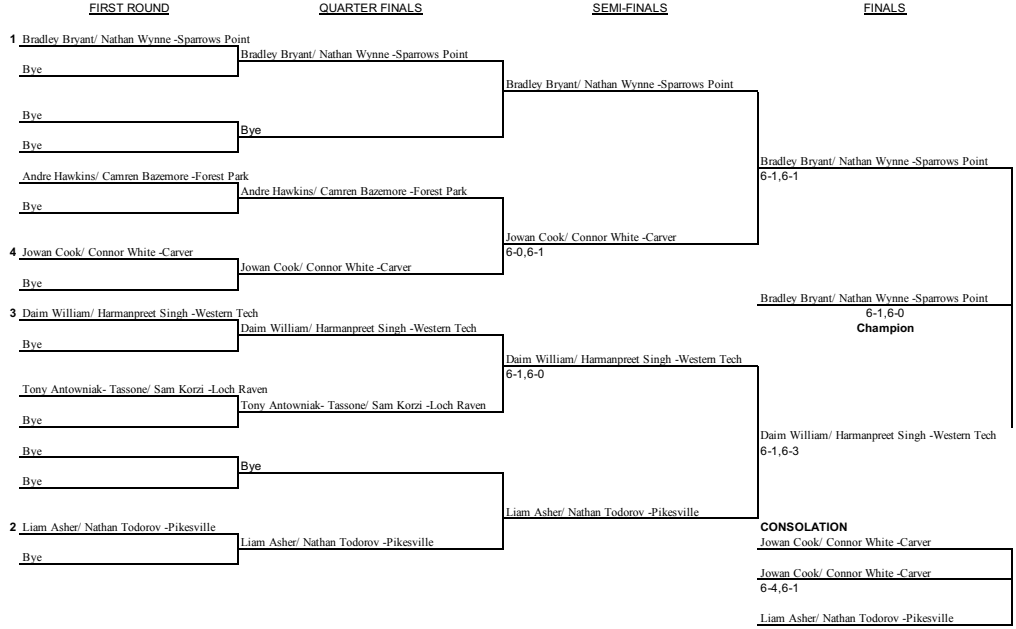 FIRST ROUND
QUARTER FINALS
SEMI-FINALS
FINALS
1 Bradley Bryant/ Nathan Wynne -Sparrows Point
Bradley Bryant/ Nathan Wynne -Sparrows Point
Bye
Bradley Bryant/ Nathan Wynne -Sparrows Point
Bye
Bye
Bye
Bradley Bryant/ Nathan Wynne -Sparrows Point
6-1,6-1
Andre Hawkins/ Camren Bazemore -Forest Park
Andre Hawkins/ Camren Bazemore -Forest Park
Bye
Jowan Cook/ Connor White -Carver
6-0,6-1
4 Jowan Cook/ Connor White -Carver
Jowan Cook/ Connor White -Carver
Bye
Bradley Bryant/ Nathan Wynne -Sparrows Point
6-1,6-0
Champion
3 Daim William/ Harmanpreet Singh -Western Tech
Daim William/ Harmanpreet Singh -Western Tech
Bye
Daim William/ Harmanpreet Singh -Western Tech
6-1,6-0
Tony Antowniak- Tassone/ Sam Korzi -Loch Raven
Tony Antowniak- Tassone/ Sam Korzi -Loch Raven
Bye
Daim William/ Harmanpreet Singh -Western Tech
6-1,6-3
Bye
Bye
Bye
Liam Asher/ Nathan Todorov -Pikesville
2 Liam Asher/ Nathan Todorov -Pikesville
Liam Asher/ Nathan Todorov -Pikesville
Bye
CONSOLATION
Jowan Cook/ Connor White -Carver
Jowan Cook/ Connor White -Carver
6-4,6-1
Liam Asher/ Nathan Todorov -Pikesville